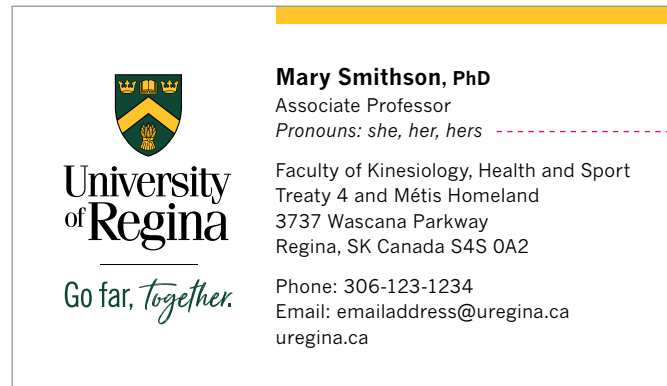 University
of Regina
Go far, together.
Mary Smithson, PhD
Associate Professor
Pronouns: she, her, hers
Faculty of Kinesiology, Health and Sport
Treaty 4 and Métis Homeland
3737 Wascana Parkway
Regina, SK Canada S4S 0A2
Phone: 306-123-1234
Email: emailaddress@uregina.ca
uregina.ca